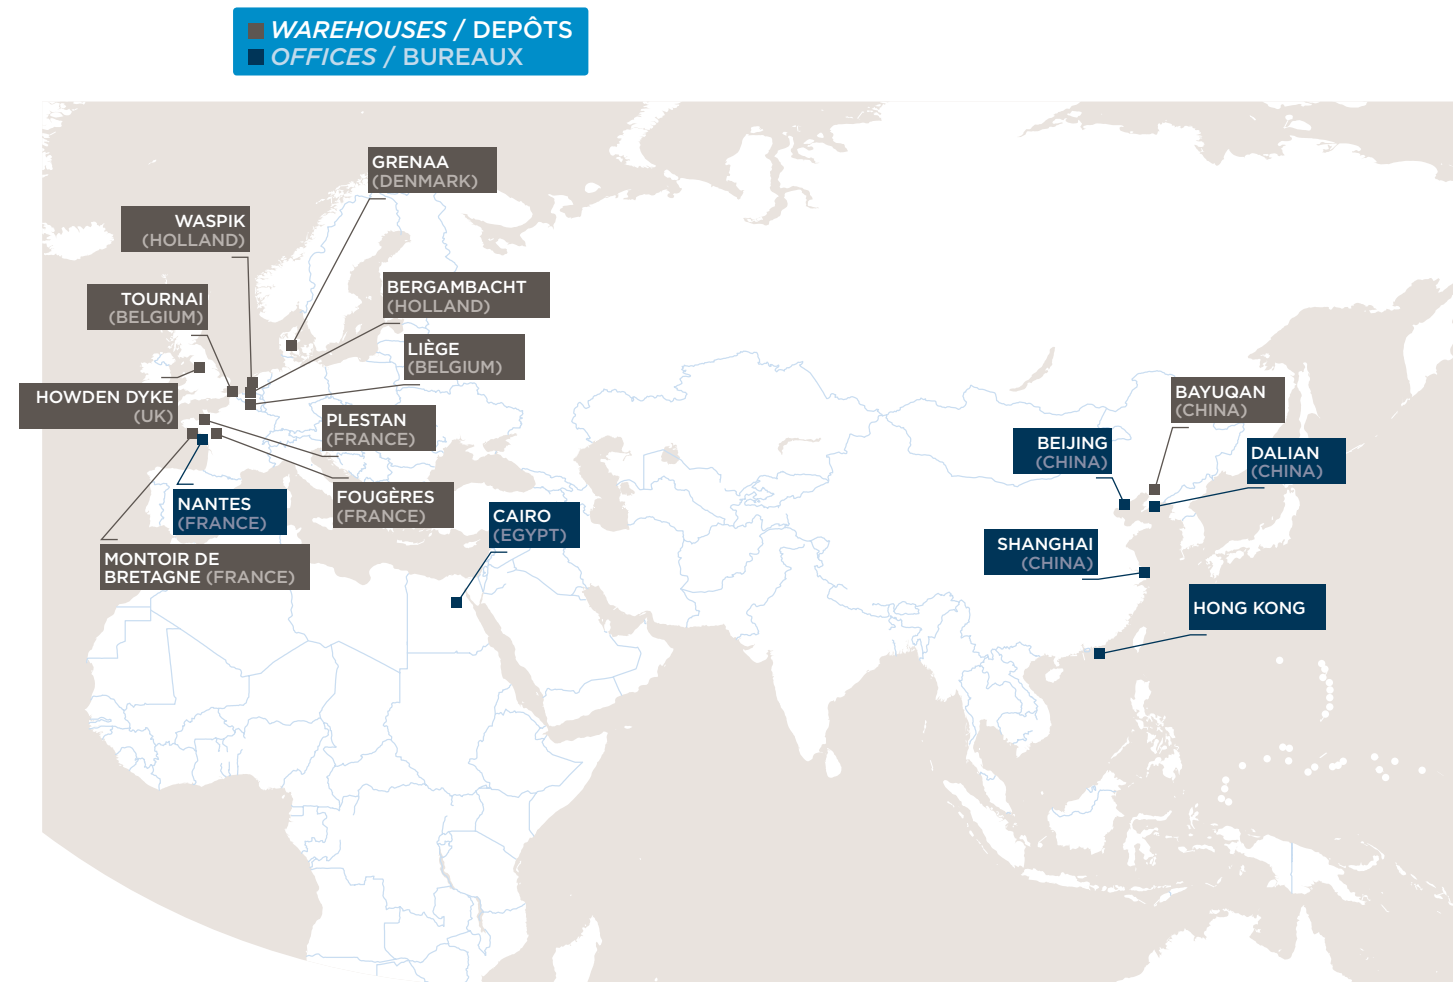 WAREHOUSES / DEPÔTS
OFFICES / BUREAUX
GRENAA
(DENMARK)
WASPIK
(HOLLAND)
BERGAMBACHT
(HOLLAND)
TOURNAI
(BELGIUM)
LIÈGE
(BELGIUM)
HOWDEN DYKE
(UK)
PLESTAN
(FRANCE)
FOUGÈRES
(FRANCE)
NANTES
(FRANCE)
MONTOIR DE
BRETAGNE (FRANCE)
CAIRO
(EGYPT)
BAYUQAN
(CHINA)
BEIJING
(CHINA)
DALIAN
(CHINA)
SHANGHAI
(CHINA)
HONG KONG